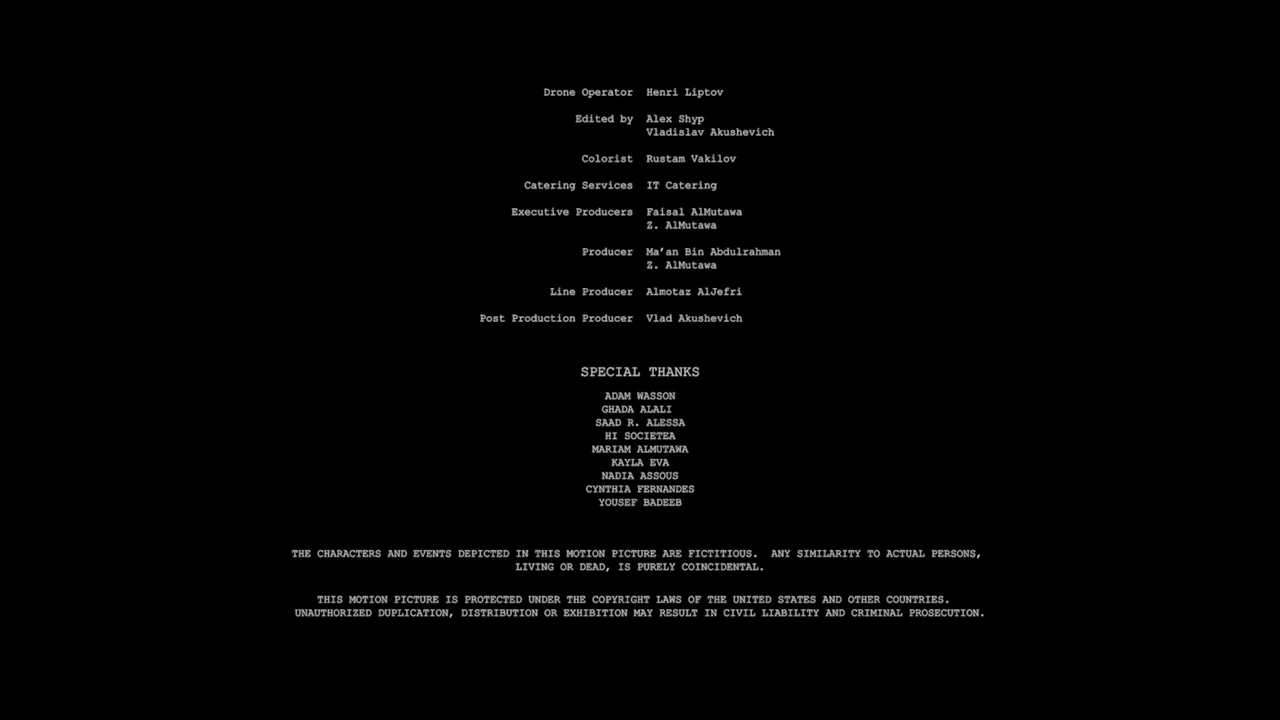 Drone Operator Henri Liptov
Edited by Alex Shyp
Vladislav Akushevich
Colorist Rustam Vakilov
Catering Services IT Catering
Executive Producers Faisal AlMutawa
Z. AlMutawa
Producer Ma’an Bin Abdulrahman
Z. AlMutawa
Line Producer Almotaz AlJefri
Post Production Producer Vlad Akushevich
SPECIAL THANKS
ADAM WASSON
GHADA ALALI
SAAD R. ALESSA
HI SOCIETEA
MARIAM ALMUTAWA
KAYLA EVA
NADIA ASSOUS
CYNTHIA FERNANDES
YOUSEF BADEEB
THE CHARACTERS AND EVENTS DEPICTED IN THIS MOTION PICTURE ARE FICTITIOUS. ANY SIMILARITY TO ACTUAL PERSONS,
LIVING OR DEAD, IS PURELY COINCIDENTAL.
THIS MOTION PICTURE IS PROTECTED UNDER THE COPYRIGHT LAWS OF THE UNITED STATES AND OTHER COUNTRIES.
UNAUTHORIZED DUPLICATION, DISTRIBUTION OR EXHIBITION MAY RESULT IN CIVIL LIABILITY AND CRIMINAL PROSECUTION.